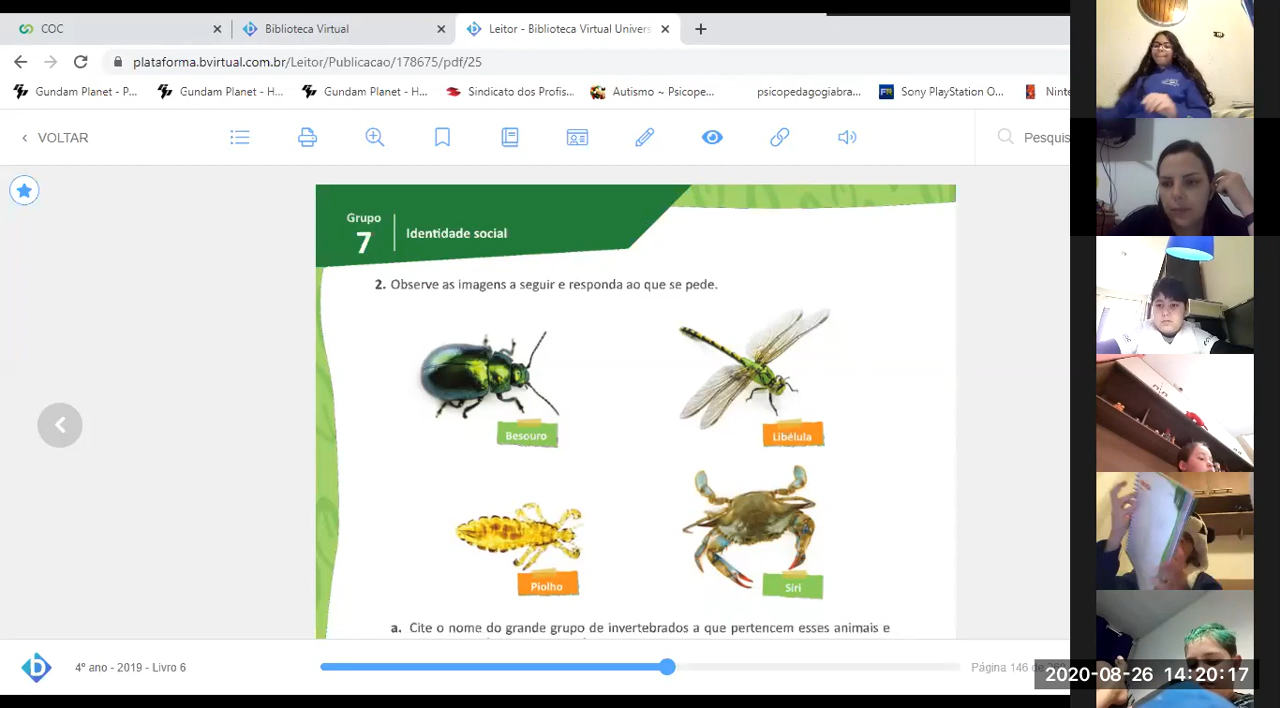 COC
Biblioteca Virtual
Leitor - Biblioteca Virtual Univers
plataforma.bvirtual.com.br/Leitor/Publicacao/178675/pdf/25
Gundam Planet - P...
Gundam Planet - H...
Gundam Planet - H...
Sindicato dos Profis...
Autismo ~ Psicope...
psicopedagogiabra...
Sony PlayStation O...
Ninte
VOLTAR
Pesquis
Grupo
7
Identidade social
2. Observe as imagens a seguir e responda ao que se pede.
Besouro
Libélula
Piolho
Siri
a. Cite o nome do grande grupo de invertebrados a que pertencem esses animais e
4º ano - 2019 - Livro 6
Página 146 de
2020-08-26 14:20:17